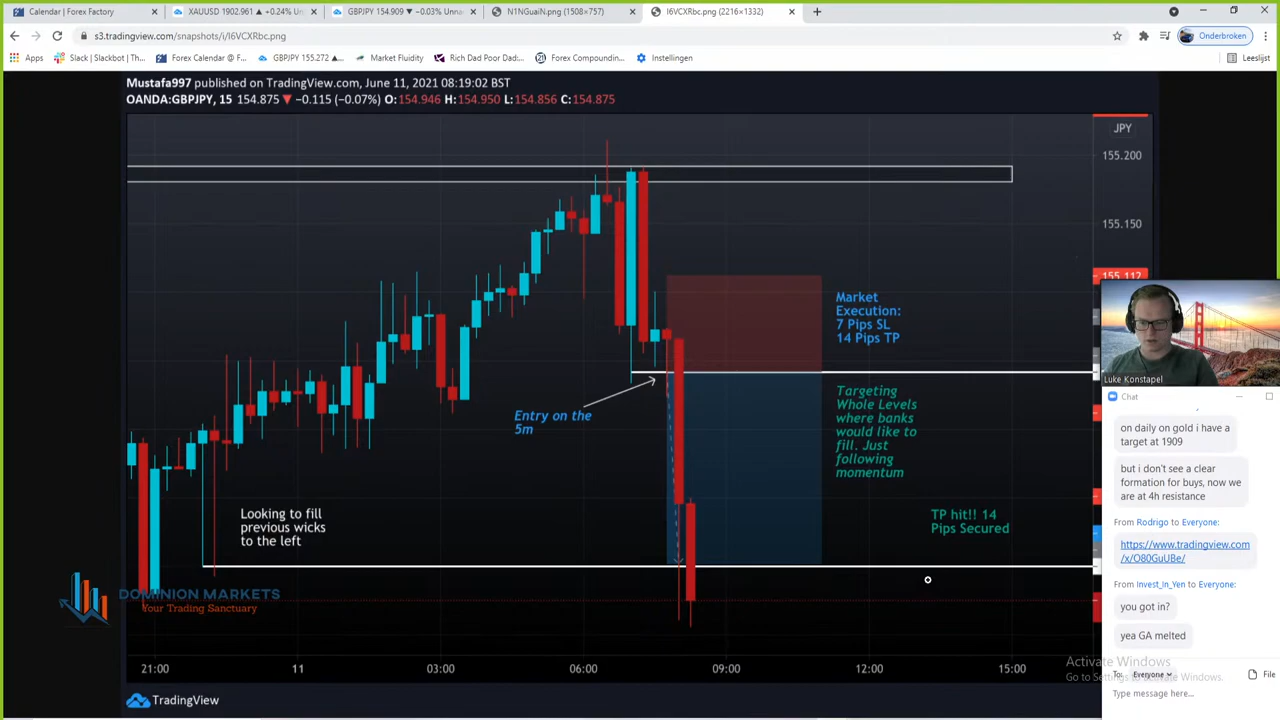 Calendar | Forex Factory
XAUUSD 1902.961 ▲ +0.24% Unn
GBPJPY 154.909 ▼ −0.03% Unna
N1NGuaiN.png (1508×757)
I6VCXRbc.png (2216×1332)
s3.tradingview.com/snapshots/i/I6VCXRbc.png
Onderbroken
Apps
Slack | Slackbot | Th...
Forex Calendar @ F...
GBPJPY 155.272 ▲...
Market Fluidity
Rich Dad Poor Dad:...
Forex Compoundin...
Instellingen
Leeslijst
Mustafa997 published on TradingView.com, June 11, 2021 08:19:02 BST
OANDA:GBPJPY, 15 154.875 ▼ −0.115 (−0.07%) O:154.946 H:154.950 L:154.856 C:154.875
JPY
155.200
155.150
155.112
Market
Execution:
7 Pips SL
14 Pips TP
Targeting
Whole Levels
where banks
would like to
fill. Just
following
momentum
Entry on the
5m
Looking to fill
previous wicks
to the left
TP hit!! 14
Pips Secured
DOMINION MARKETS
Your Trading Sanctuary
21:00
11
03:00
06:00
09:00
12:00
15:00
TradingView
Luke Konstapel
Chat
on daily on gold i have a
target at 1909
but i don't see a clear
formation for buys, now we
are at 4h resistance
From Rodrigo to Everyone:
https://www.tradingview.com
/x/O80GuUBe/
From Invest_In_Yen to Everyone:
you got in?
yea GA melted
Activate Windows
Go to Settings to activate Windows.
To:
Everyone
File
Type message here...